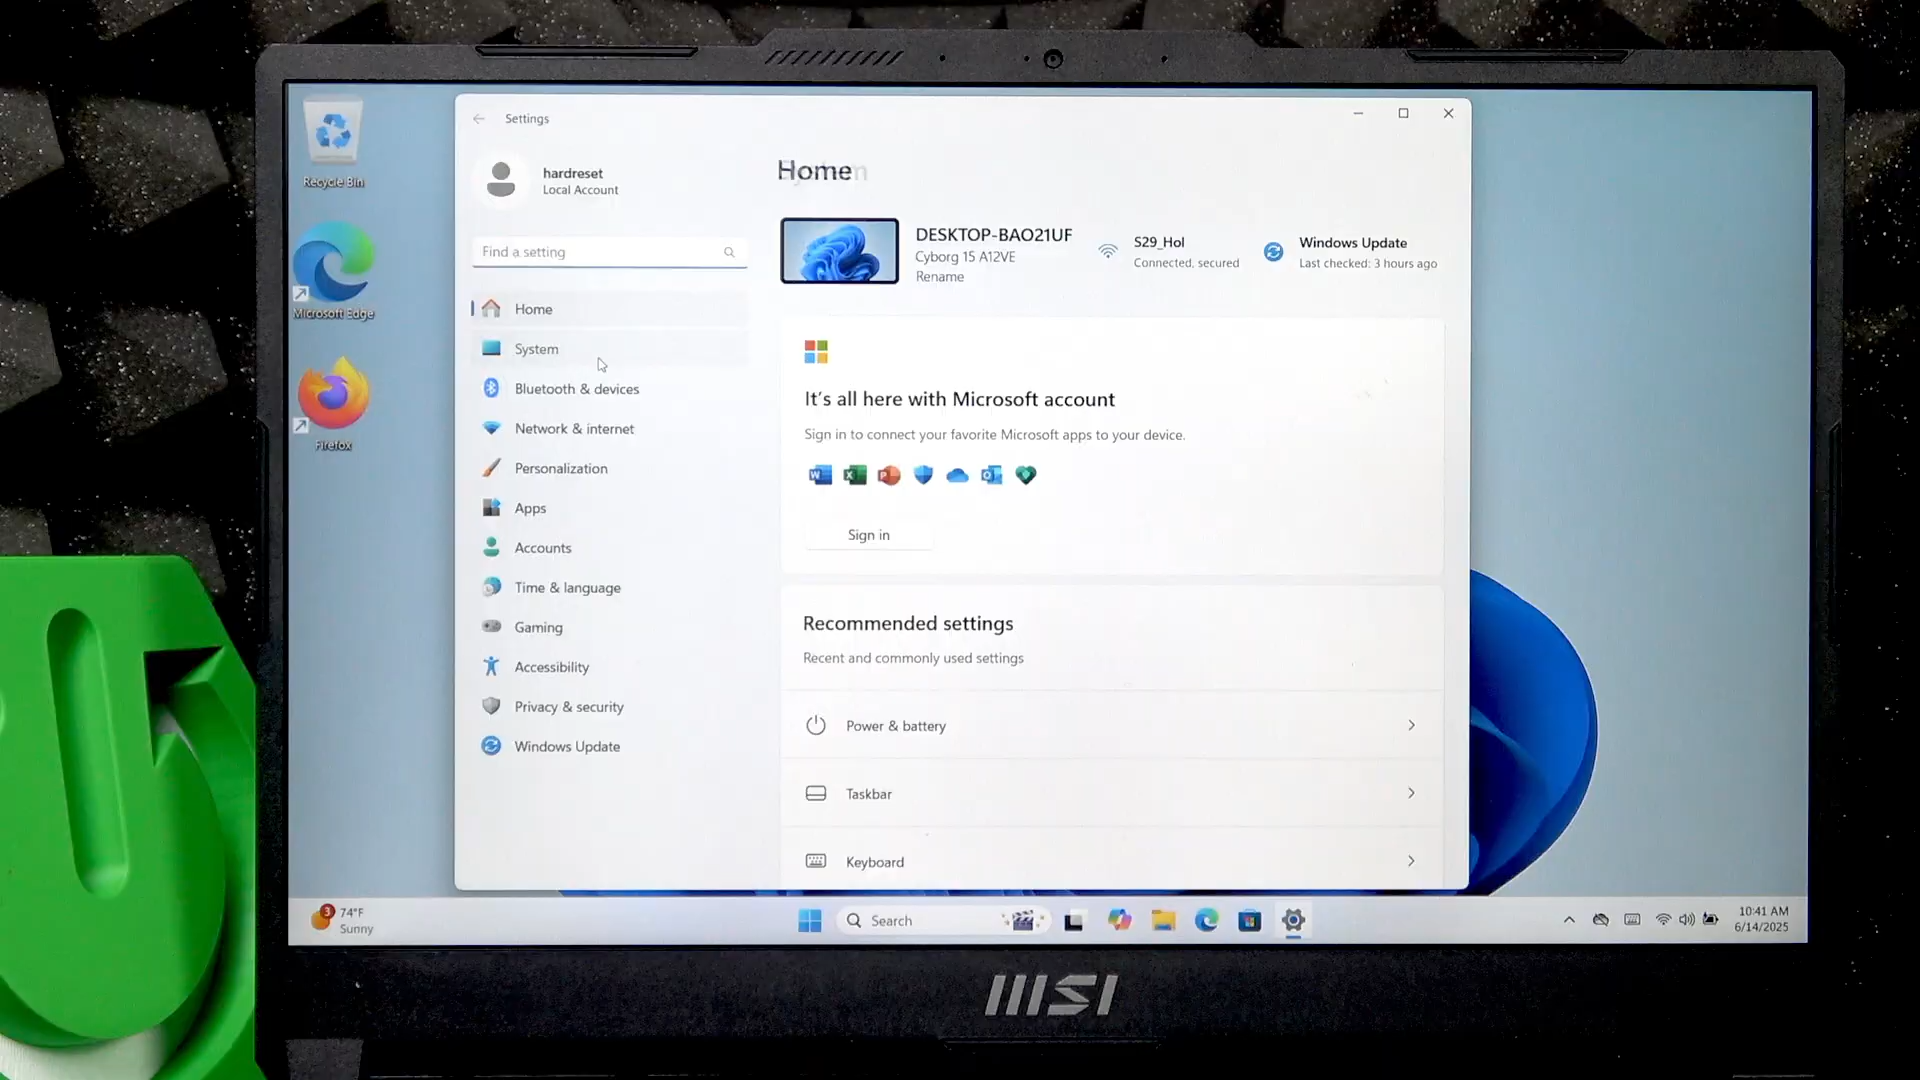 Recycle Bin
Microsoft Edge
Firefox
Settings
hardreset
Local Account
Find a setting
Home
System
Bluetooth & devices
Network & internet
Personalization
Apps
Accounts
Time & language
Gaming
Accessibility
Privacy & security
Windows Update
Home
DESKTOP-BAO21UF
Cyborg 15 A12VE
Rename
S29_Hol
Connected, secured
Windows Update
Last checked: 3 hours ago
It's all here with Microsoft account
Sign in to connect your favorite Microsoft apps to your device.
Sign in
Recommended settings
Recent and commonly used settings
Power & battery
Taskbar
Keyboard
3
74°F
Sunny
Search
10:41 AM
6/14/2025
msi